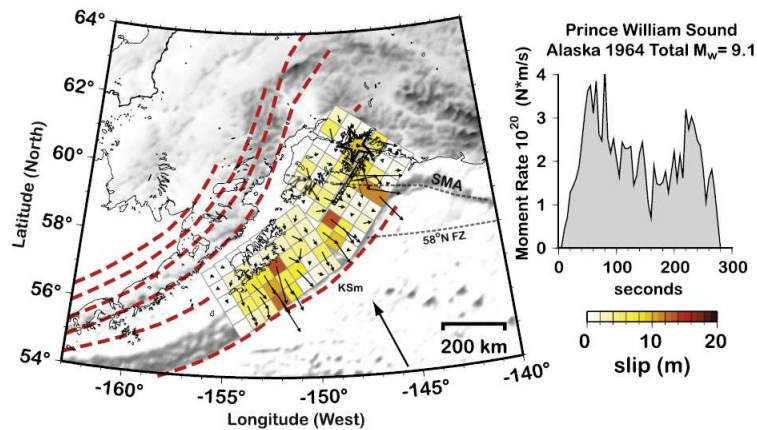 Prince William Sound
Alaska 1964 Total Mw= 9.1
64°
62°
60°
58°
56°
54°
Latitude (North)
SMA
58°N FZ
KSm
200 km
-160°
-155°
-150°
-145°
-140°
Longitude (West)
Moment Rate 10²⁰ (N*m/s)
4
3
2
1
0
0 100 200 300
seconds
0 10 20
slip (m)